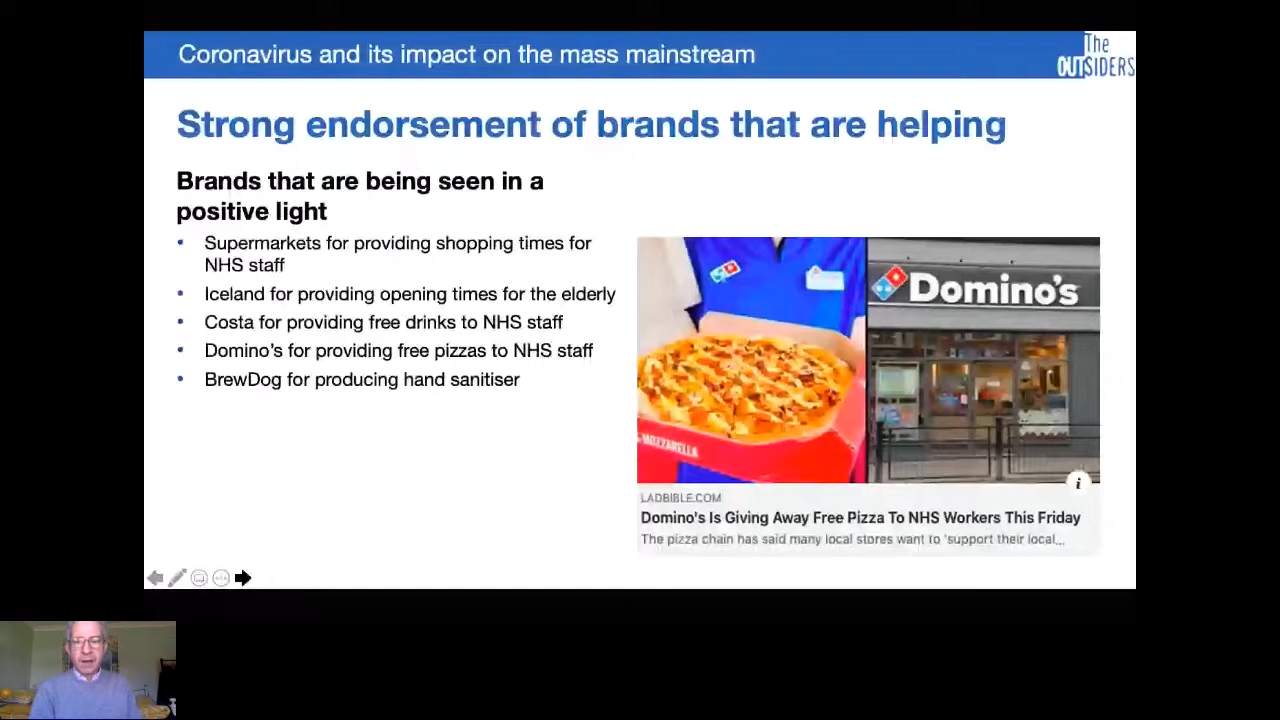 Coronavirus and its impact on the mass mainstream
The
OUTSIDERS
Strong endorsement of brands that are helping
Brands that are being seen in a
positive light
• Supermarkets for providing shopping times for
NHS staff
• Iceland for providing opening times for the elderly
• Costa for providing free drinks to NHS staff
• Domino's for providing free pizzas to NHS staff
• BrewDog for producing hand sanitiser
Domino's
MOZZARELLA
i
LADBIBLE.COM
Domino's Is Giving Away Free Pizza To NHS Workers This Friday
The pizza chain has said many local stores want to 'support their local...